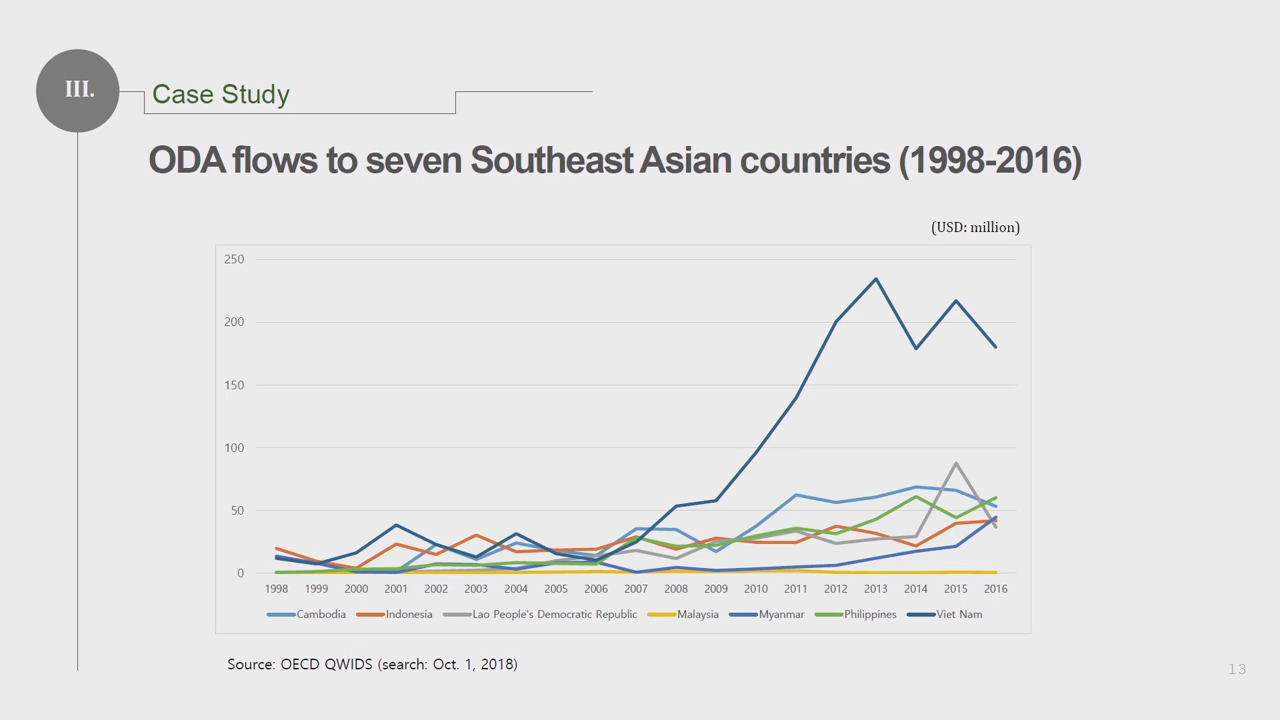 III.
Case Study
ODA flows to seven Southeast Asian countries (1998-2016)
(USD: million)
250
200
150
100
50
0
1998 1999 2000 2001 2002 2003 2004 2005 2006 2007 2008 2009 2010 2011 2012 2013 2014 2015 2016
Cambodia Indonesia Lao People's Democratic Republic Malaysia Myanmar Philippines Viet Nam
Source: OECD QWIDS (search: Oct. 1, 2018)
13